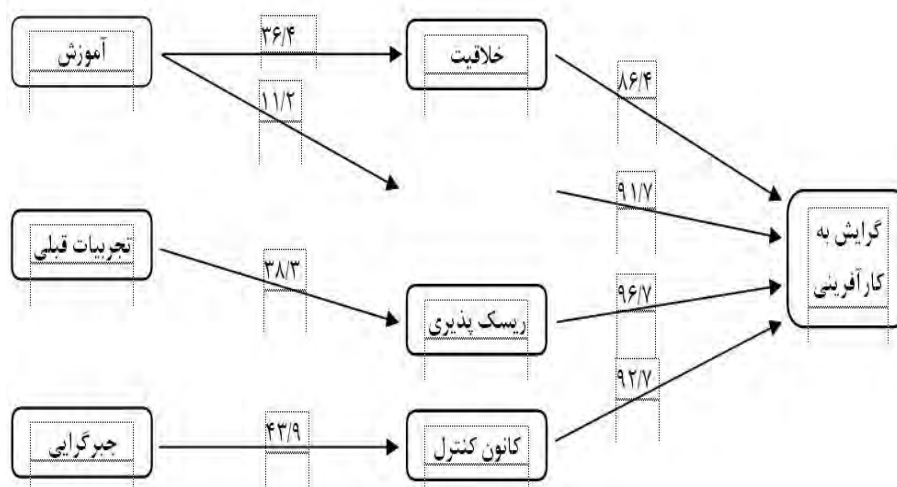 آموزش
۳۶/۴
خلاقیت
۸۶/۴
۱۱/۲
۹۱/۷
گرایش به
کارآفرینی
تجربیات قبلی
۳۸/۳
ریسک پذیری
۹۶/۷
۹۲/۷
جبرگرایی
۴۳/۹
کانون کنترل